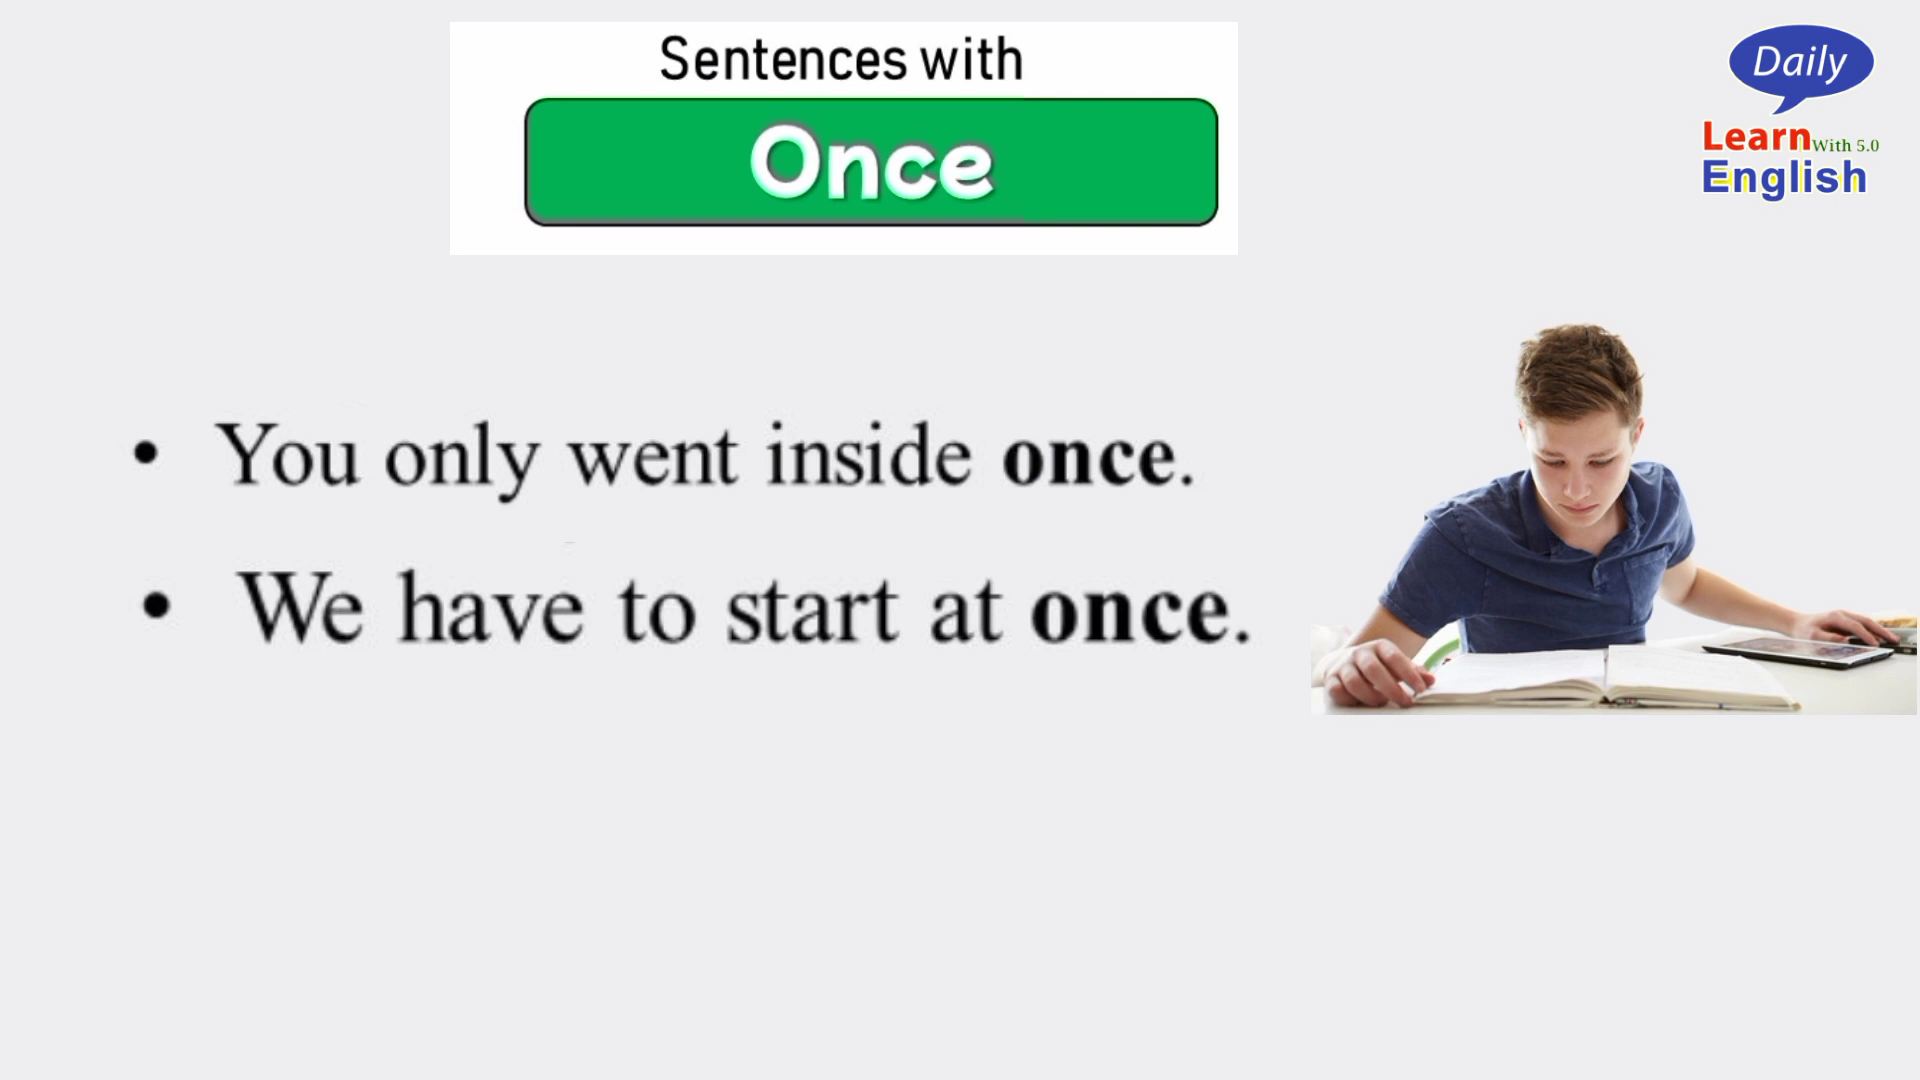 Sentences with
Once
Daily
Learn With 5.0
English
• You only went inside once.
• We have to start at once.